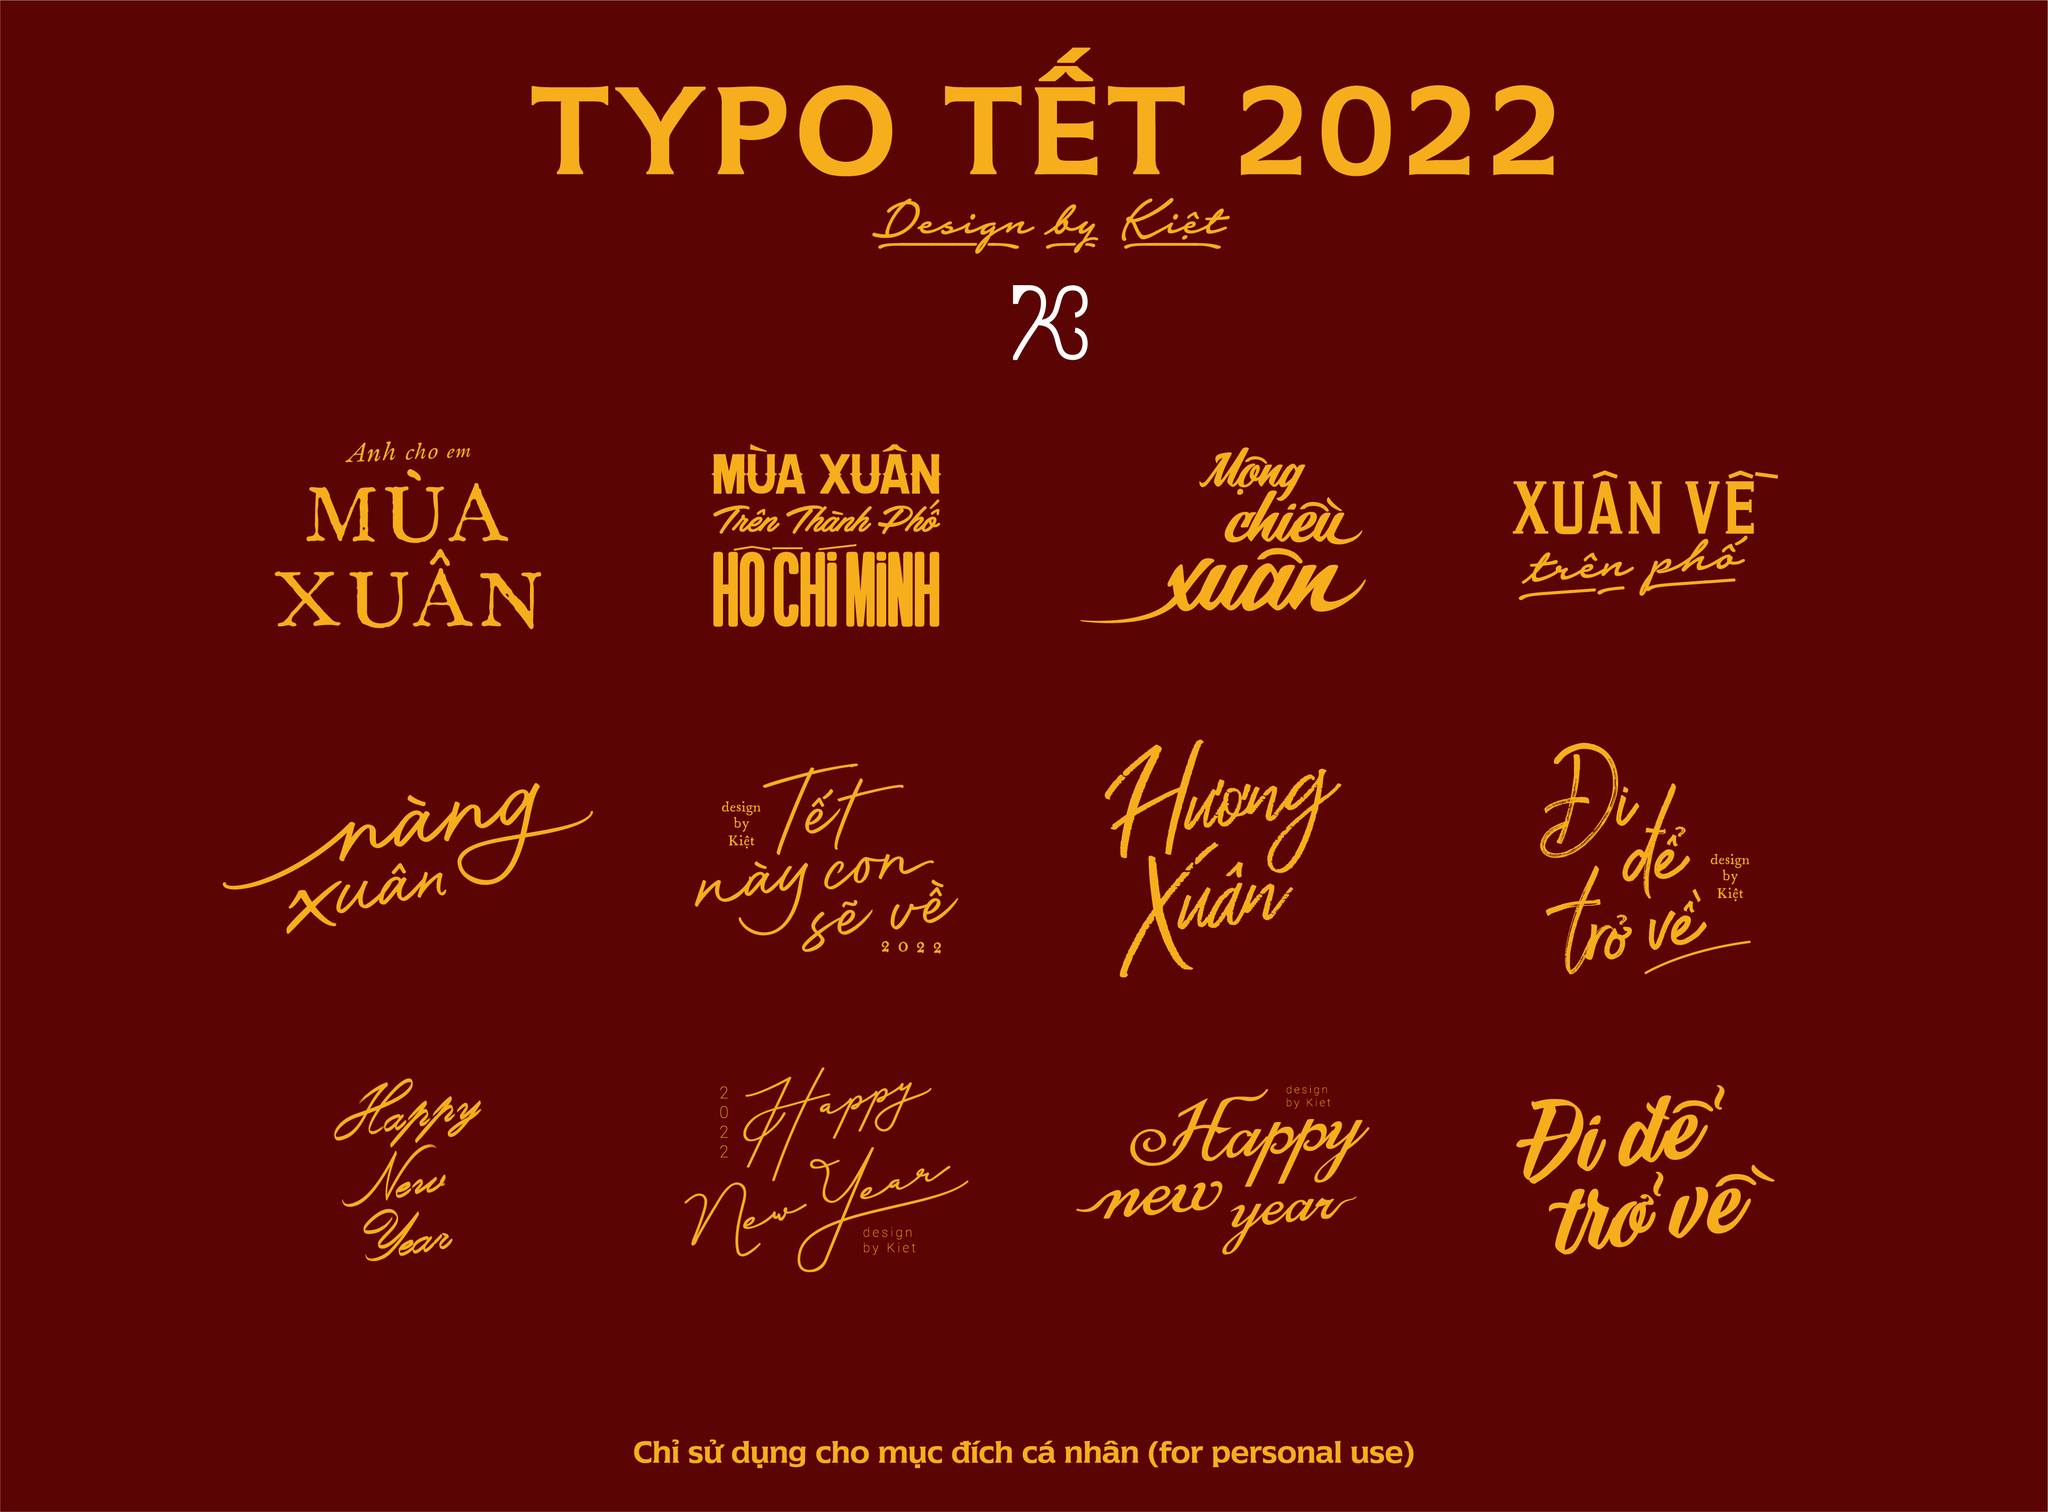 TYPO TẾT 2022
Design by Kiệt
Anh cho em
MÙA
XUÂN
MÙA XUÂN
Trên Thành Phố
HỒ CHÍ MINH
Mộng
chiều
xuân
XUÂN VỀ
trên phố
nàng
xuân
design
by
Kiệt
Tết
này con
sẽ về
2022
Hương
Xuân
Đi
để
trở về
design
by
Kiệt
Happy
New
Year
2
0
2
2
Happy
New Year
design
by Kiet
design
by Kiet
Happy
new year
Đi để
trở về
Chỉ sử dụng cho mục đích cá nhân (for personal use)